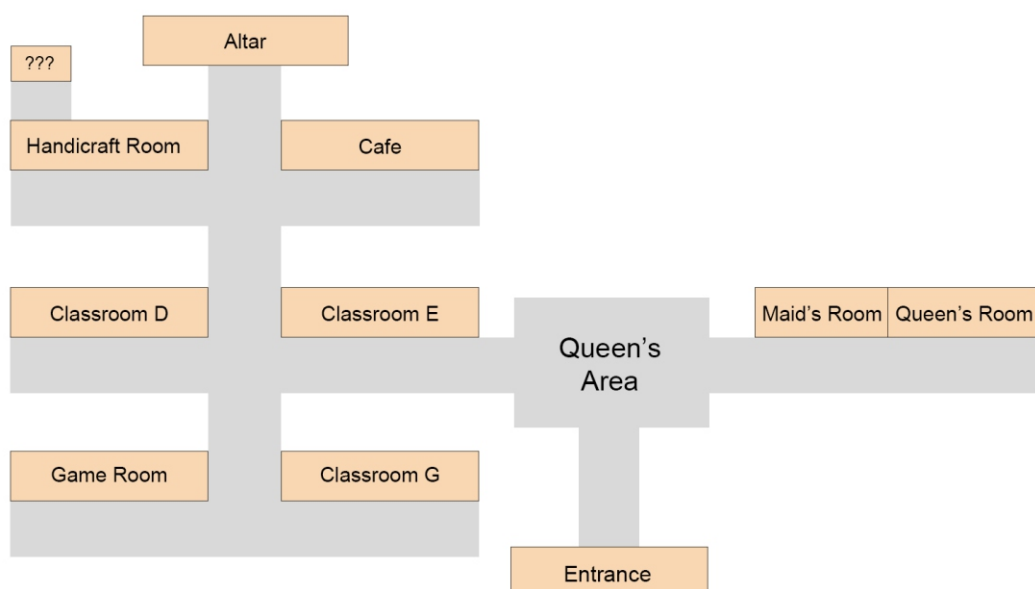 Altar
???
Handicraft Room
Cafe
Classroom D
Classroom E
Queen's
Area
Maid's Room
Queen's Room
Game Room
Classroom G
Entrance